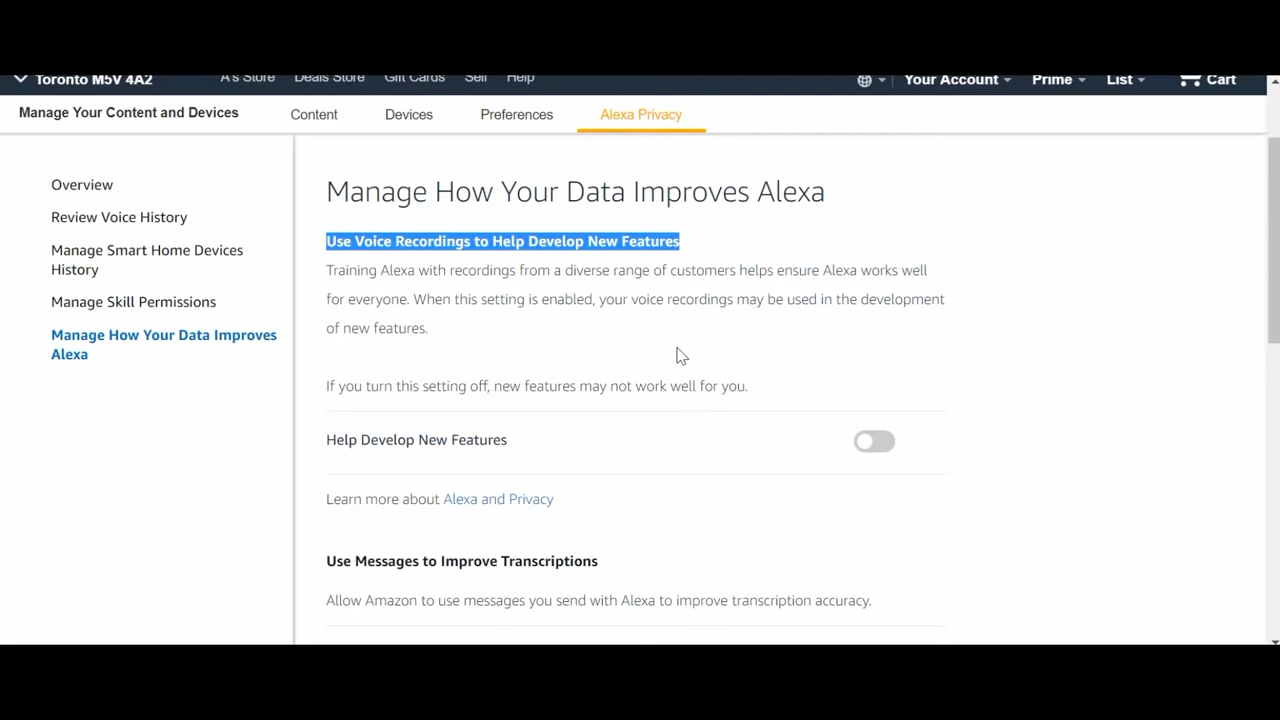 Toronto M5V 4A2 A's Store Deals Store Gift Cards Sell Help Your Account Prime List Cart
Manage Your Content and Devices Content Devices Preferences Alexa Privacy
Overview
Review Voice History
Manage Smart Home Devices
History
Manage Skill Permissions
Manage How Your Data Improves
Alexa
Manage How Your Data Improves Alexa
Use Voice Recordings to Help Develop New Features
Training Alexa with recordings from a diverse range of customers helps ensure Alexa works well
for everyone. When this setting is enabled, your voice recordings may be used in the development
of new features.
If you turn this setting off, new features may not work well for you.
Help Develop New Features
Learn more about Alexa and Privacy
Use Messages to Improve Transcriptions
Allow Amazon to use messages you send with Alexa to improve transcription accuracy.